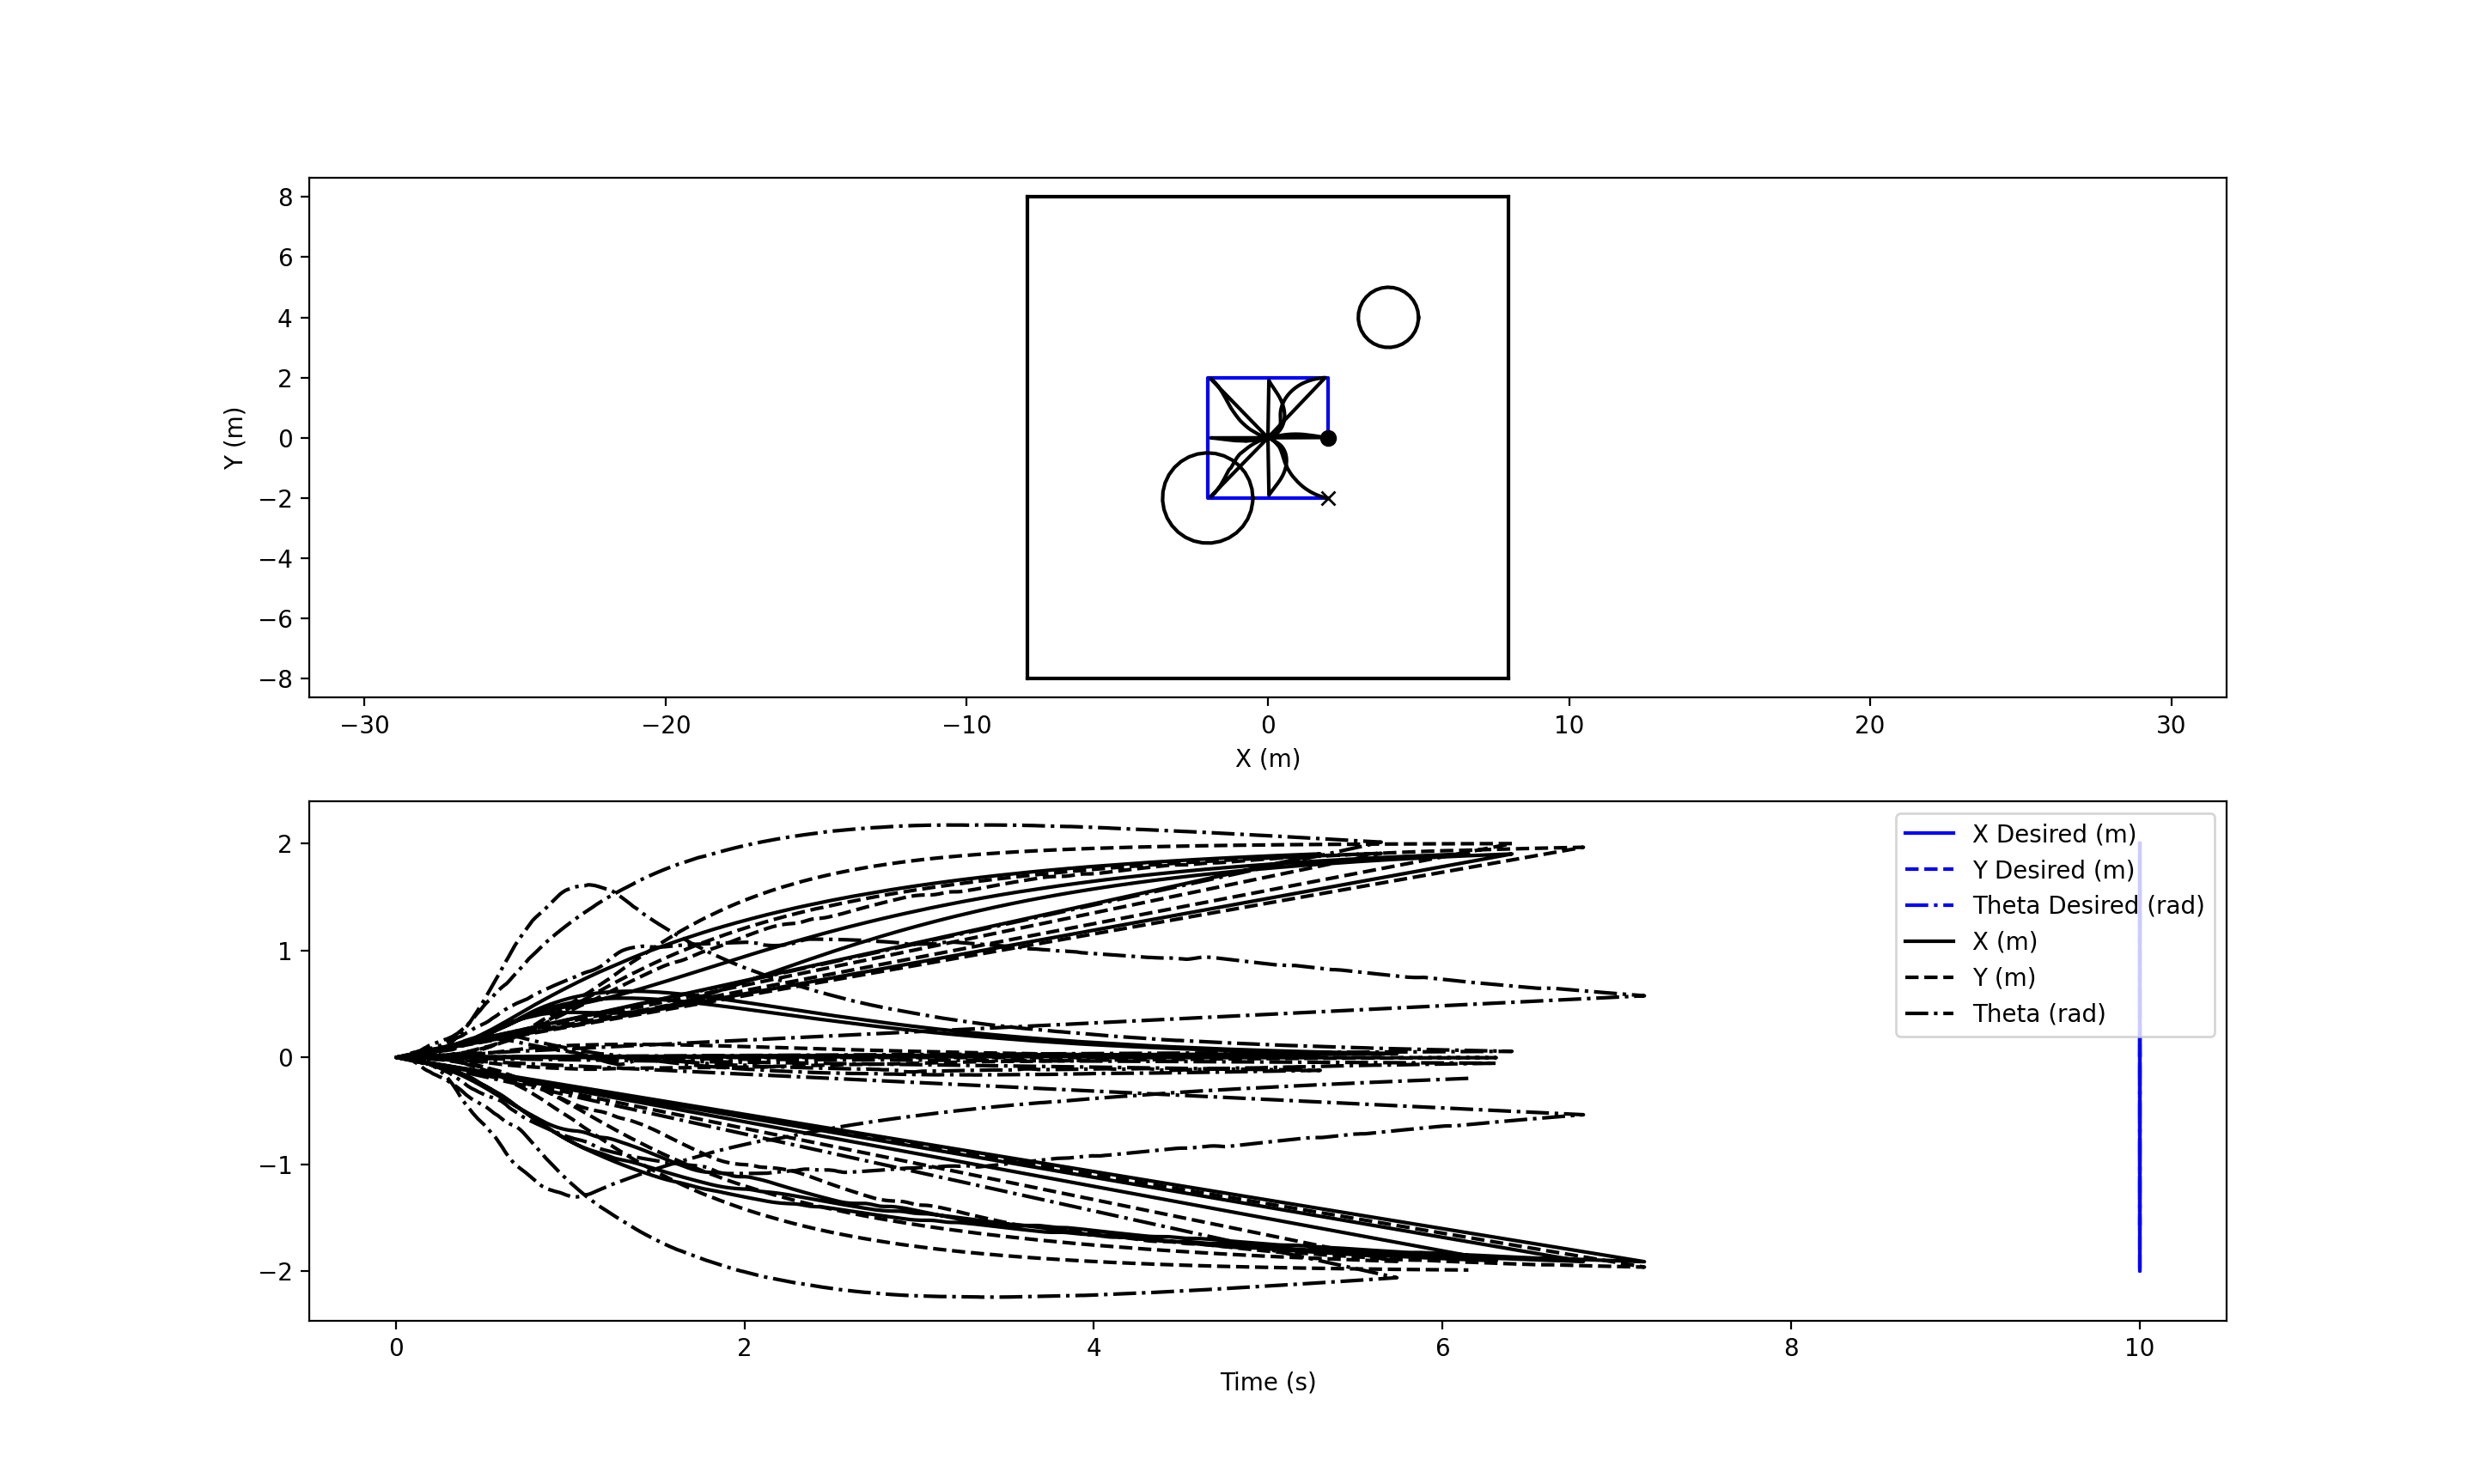 8
6
4
2
0
−2
−4
−6
−8
Y (m)
−30 −20 −10 0 10 20 30
X (m)
2
1
0
−1
−2
X Desired (m)
Y Desired (m)
Theta Desired (rad)
X (m)
Y (m)
Theta (rad)
0 2 4 6 8 10
Time (s)